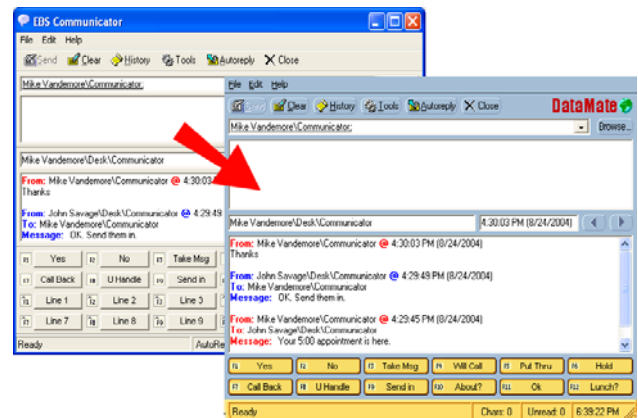 EBS Communicator
File Edit Help
Send Clear History Tools Autoreply Close
Mike Vandemore\Communicator;
Mike Vandemore\Desk\Communicator
From: Mike Vandemore\Communicator @ 4:30:03
Thanks
From: John Savage\Desk\Communicator @ 4:29:49
To: Mike Vandemore\Communicator
Message: OK. Send them in.
F1 Yes F2 No F3 Take Msg
F7 Call Back F8 U Handle F9 Send in
Line 1 Line 2 Line 3
Line 7 Line 8 Line 9
Ready AutoRe
File Edit Help
Send Clear History Tools Autoreply Close DataMate
Mike Vandemore\Communicator; Browse...
Mike Vandemore\Desk\Communicator 4:30:03 PM (8/24/2004)
From: Mike Vandemore\Communicator @ 4:30:03 PM (8/24/2004)
Thanks
From: John Savage\Desk\Communicator @ 4:29:49 PM (8/24/2004)
To: Mike Vandemore\Communicator
Message: OK. Send them in.
From: Mike Vandemore\Communicator @ 4:29:45 PM (8/24/2004)
To: John Savage\Desk\Communicator
Message: Your 5:00 appointment is here.
F1 Yes F2 No F3 Take Msg F4 Will Call F5 Put Thru F6 Hold
F7 Call Back F8 U Handle F9 Send in F10 About? F11 Ok F12 Lunch?
Ready Chars: 0 Unread: 0 6:39:22 PM